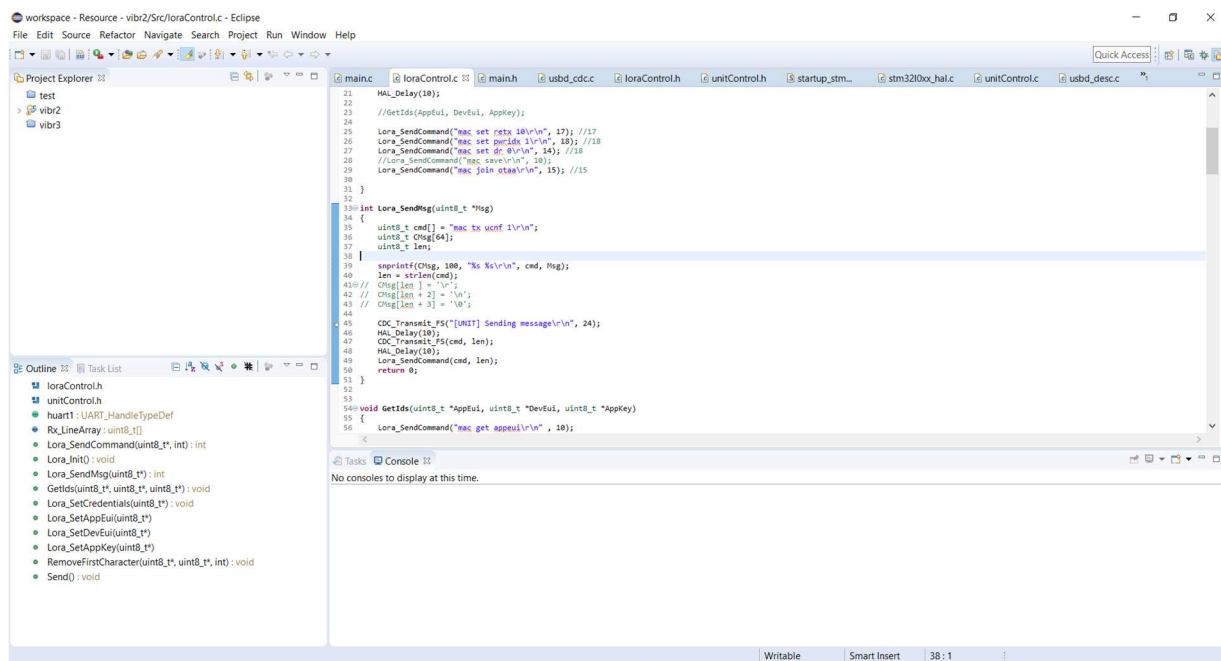 workspace - Resource - vibr2/Src/loraControl.c - Eclipse
File Edit Source Refactor Navigate Search Project Run Window Help
Quick Access
Project Explorer
test
vibr2
vibr3
main.c loraControl.c main.h usbd_cdc.c loraControl.h unitControl.h startup_stm... stm32l0xx_hal.c unitControl.c usbd_desc.c »1
21 HAL_Delay(10);
22
23 //GetIds(AppEui, DevEui, AppKey);
24
25 Lora_SendCommand("mac set retx 10\r\n", 17); //17
26 Lora_SendCommand("mac set pwridx 1\r\n", 18); //18
27 Lora_SendCommand("mac set dr 0\r\n", 14); //18
28 //Lora_SendCommand("mac save\r\n", 10);
29 Lora_SendCommand("mac join otaa\r\n", 15); //15
30
31 }
32
33 int Lora_SendMsg(uint8_t *Msg)
34 {
35 uint8_t cmd[] = "mac tx ucnf 1\r\n";
36 uint8_t CMsg[64];
37 uint8_t len;
38
39 snprintf(CMsg, 100, "%s %s\r\n", cmd, Msg);
40 len = strlen(cmd);
41 // CMsg[len ] = '\r';
42 // CMsg[len + 2] = '\n';
43 // CMsg[len + 3] = '\0';
44
45 CDC_Transmit_FS("[UNIT] Sending message\r\n", 24);
46 HAL_Delay(10);
47 CDC_Transmit_FS(cmd, len);
48 HAL_Delay(10);
49 Lora_SendCommand(cmd, len);
50 return 0;
51 }
52
53
54 void GetIds(uint8_t *AppEui, uint8_t *DevEui, uint8_t *AppKey)
55 {
56 Lora_SendCommand("mac get appeui\r\n" , 10);
Outline Task List
loraControl.h
unitControl.h
huart1 : UART_HandleTypeDef
Rx_LineArray : uint8_t[]
Lora_SendCommand(uint8_t*, int) : int
Lora_Init() : void
Lora_SendMsg(uint8_t*) : int
GetIds(uint8_t*, uint8_t*, uint8_t*) : void
Lora_SetCredentials(uint8_t*) : void
Lora_SetAppEui(uint8_t*)
Lora_SetDevEui(uint8_t*)
Lora_SetAppKey(uint8_t*)
RemoveFirstCharacter(uint8_t*, uint8_t*, int) : void
Send() : void
Tasks Console
No consoles to display at this time.
Writable Smart Insert 38 : 1